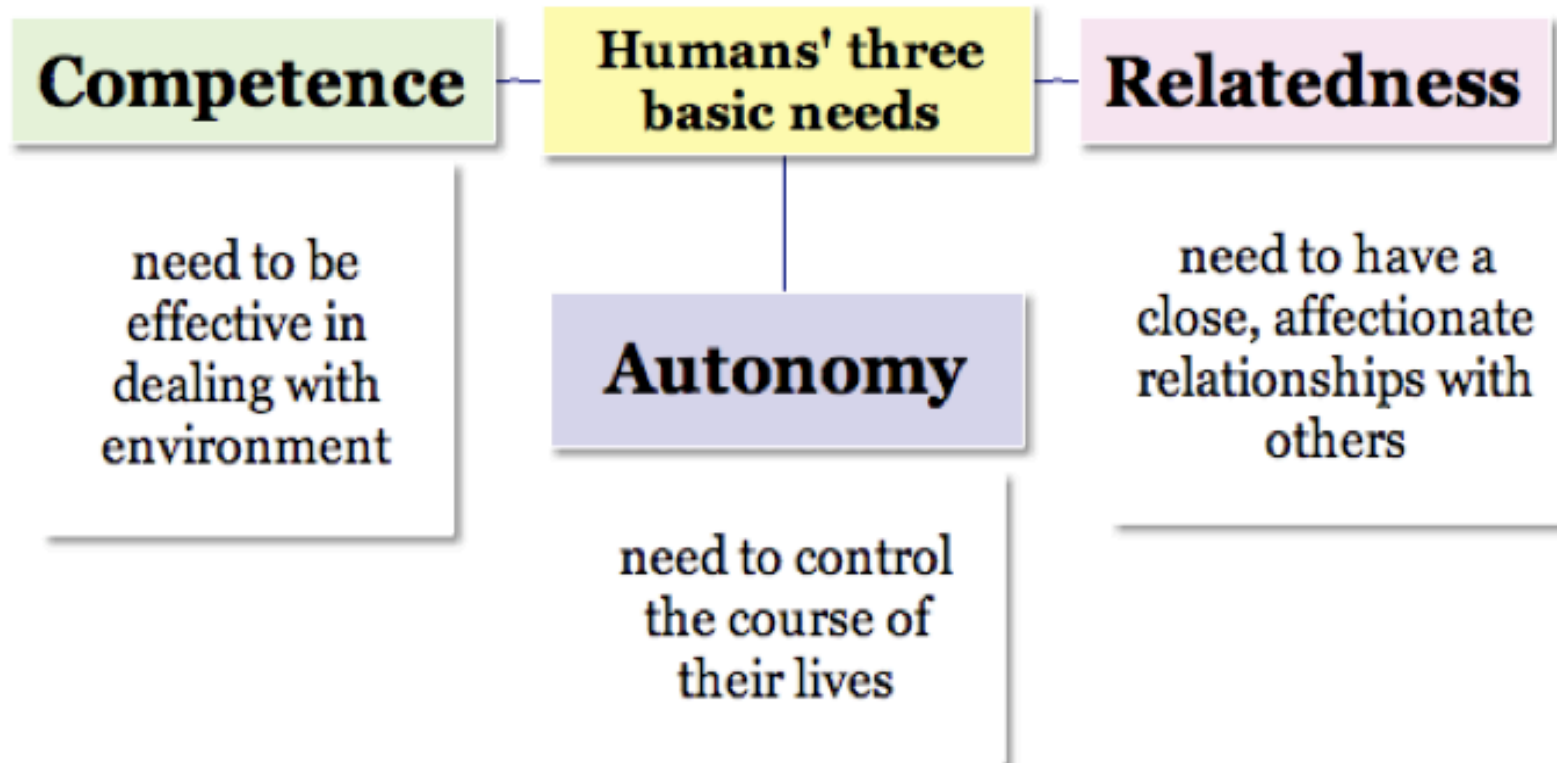 Competence
Humans' three
basic needs
Relatedness
need to be
effective in
dealing with
environment
Autonomy
need to control
the course of
their lives
need to have a
close, affectionate
relationships with
others